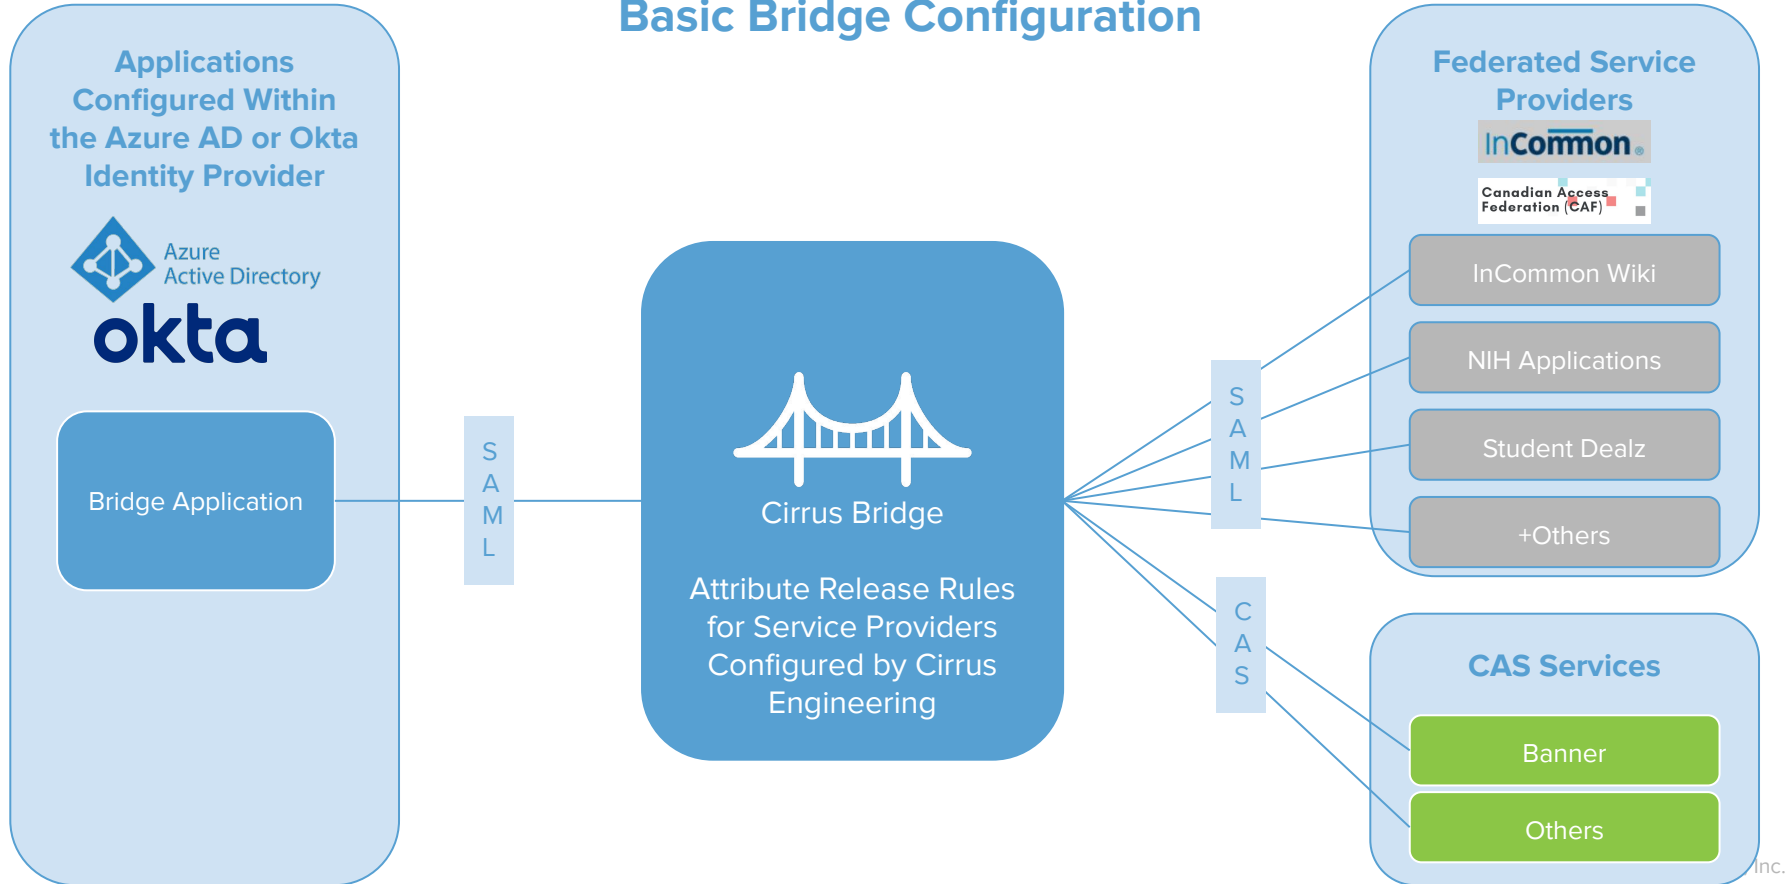 Basic Bridge Configuration
Applications
Configured Within
the Azure AD or Okta
Identity Provider
Azure
Active Directory
okta
Bridge Application
S
A
M
L
Cirrus Bridge
Attribute Release Rules
for Service Providers
Configured by Cirrus
Engineering
S
A
M
L
C
A
S
Federated Service
Providers
InCommon®
Canadian Access
Federation (CAF)
InCommon Wiki
NIH Applications
Student Dealz
+Others
CAS Services
Banner
Others
Inc.